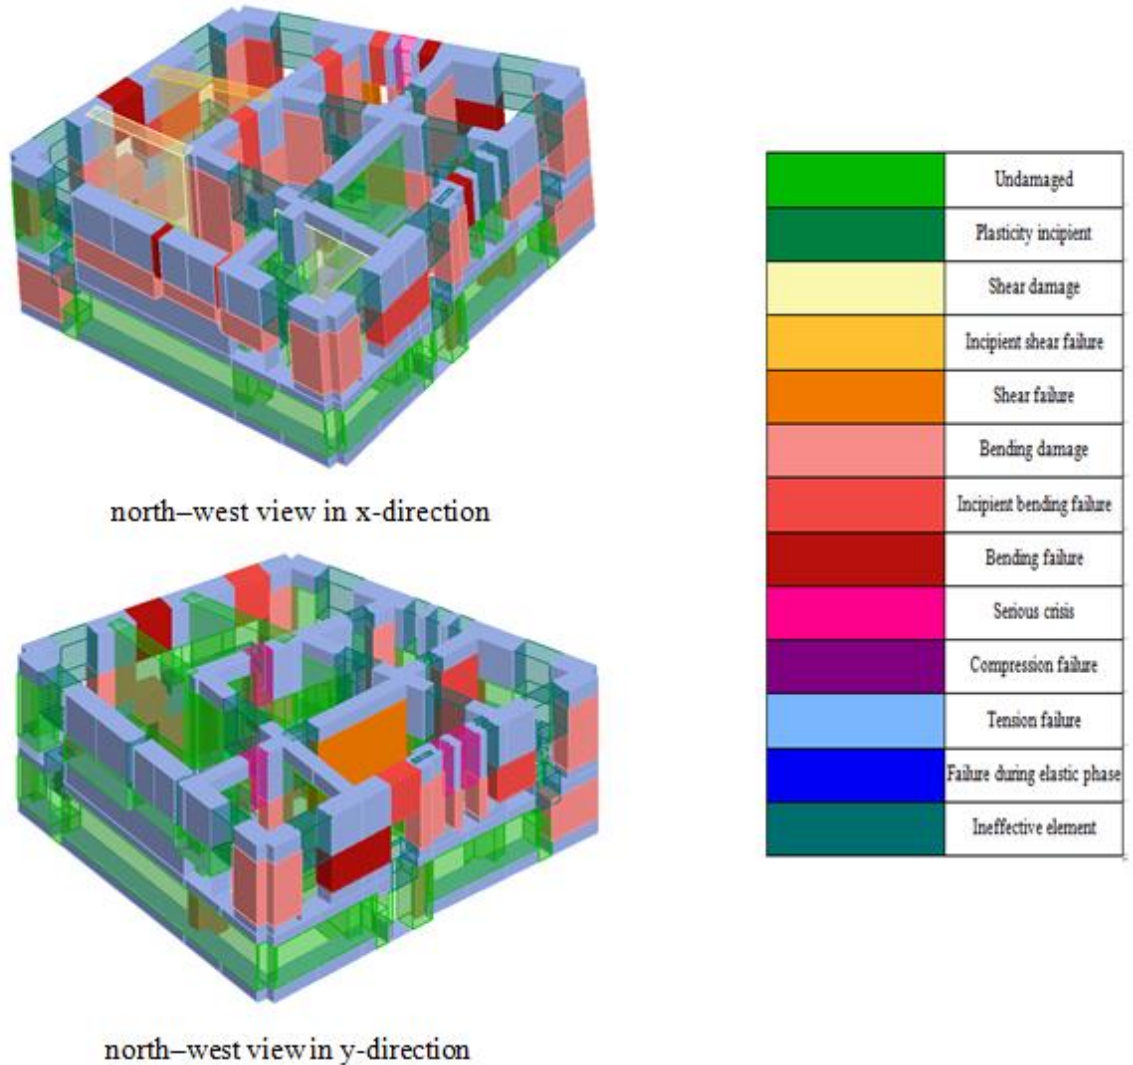 north–west view in x-direction
north–west view in y-direction
Undamaged
Plasticity incipient
Shear damage
Incipient shear failure
Shear failure
Bending damage
Incipient bending failure
Bending failure
Serious crisis
Compression failure
Tension failure
Failure during elastic phase
Ineffective element